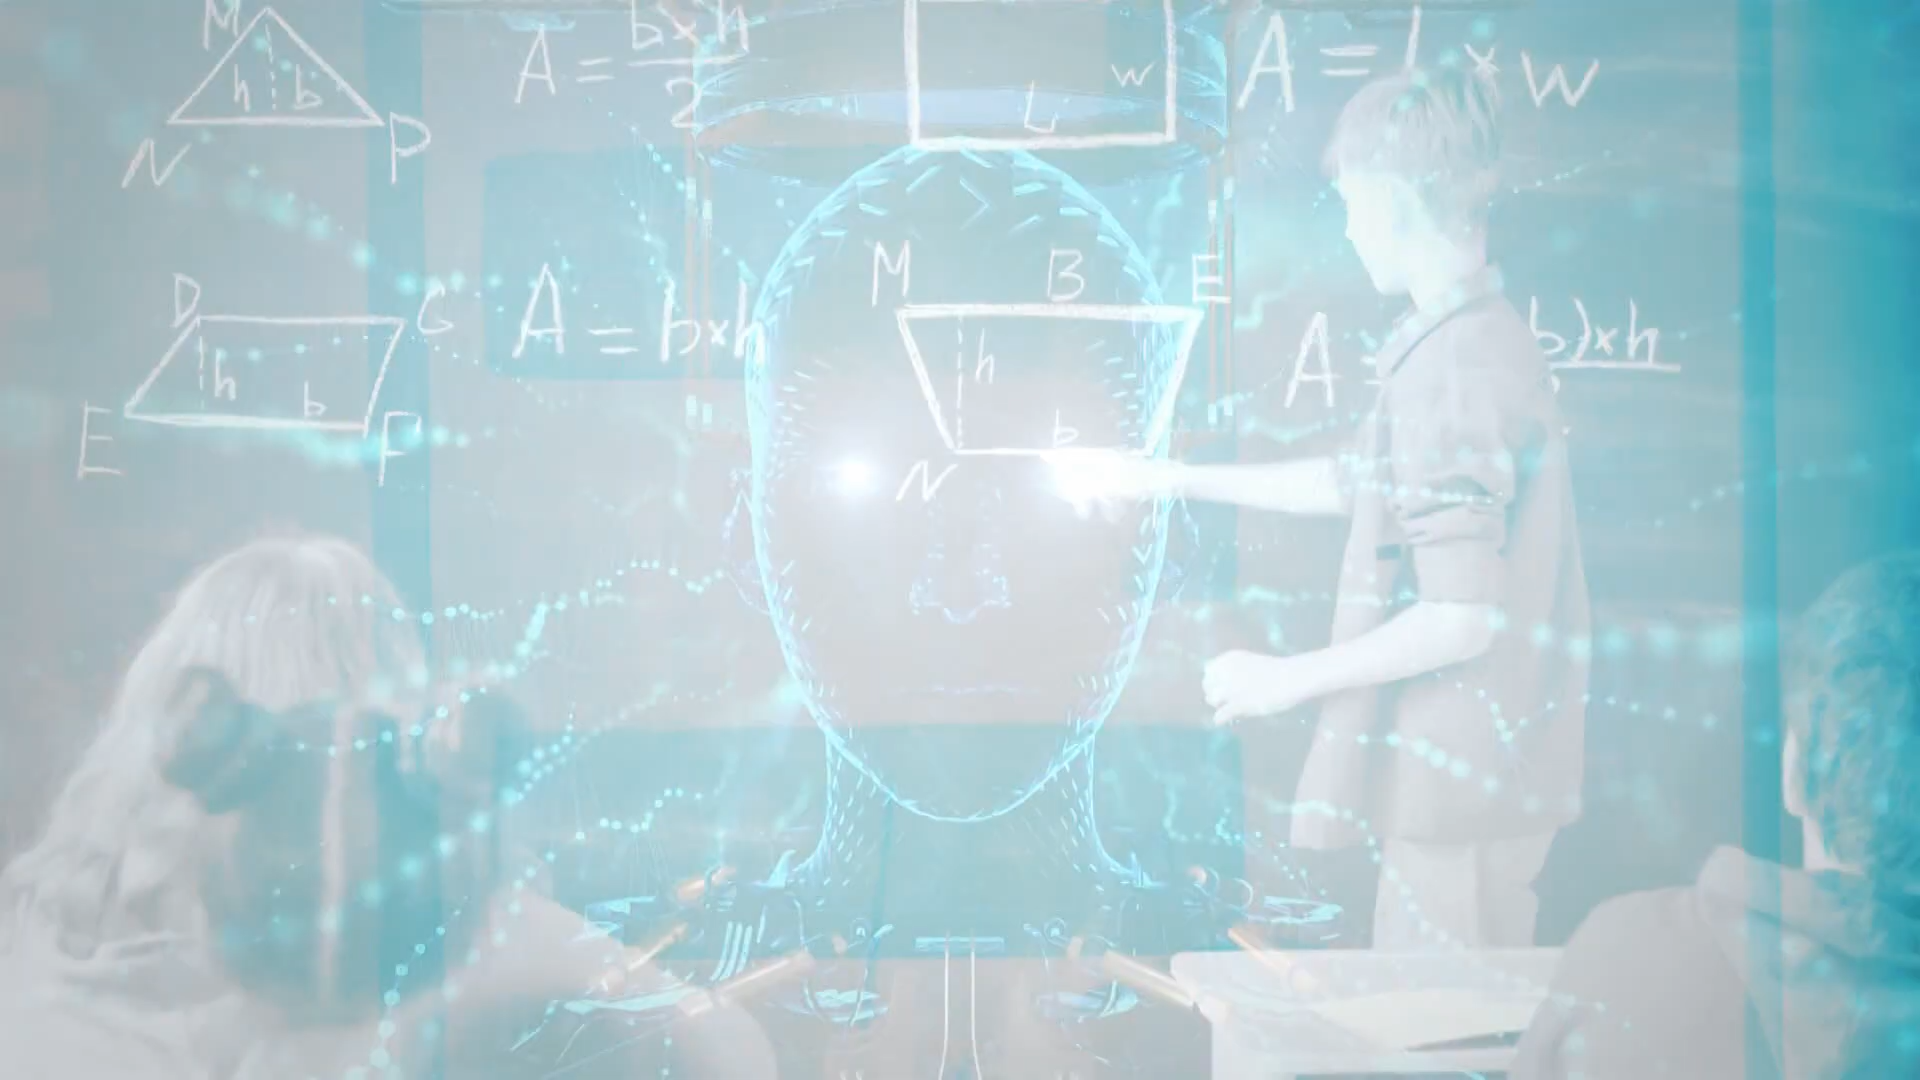 M
h b
N P
A = b×h
2
W
L
A = L × W
D G
h
b
E F
A = b×h
M B E
h
b
N
A =
b)×h